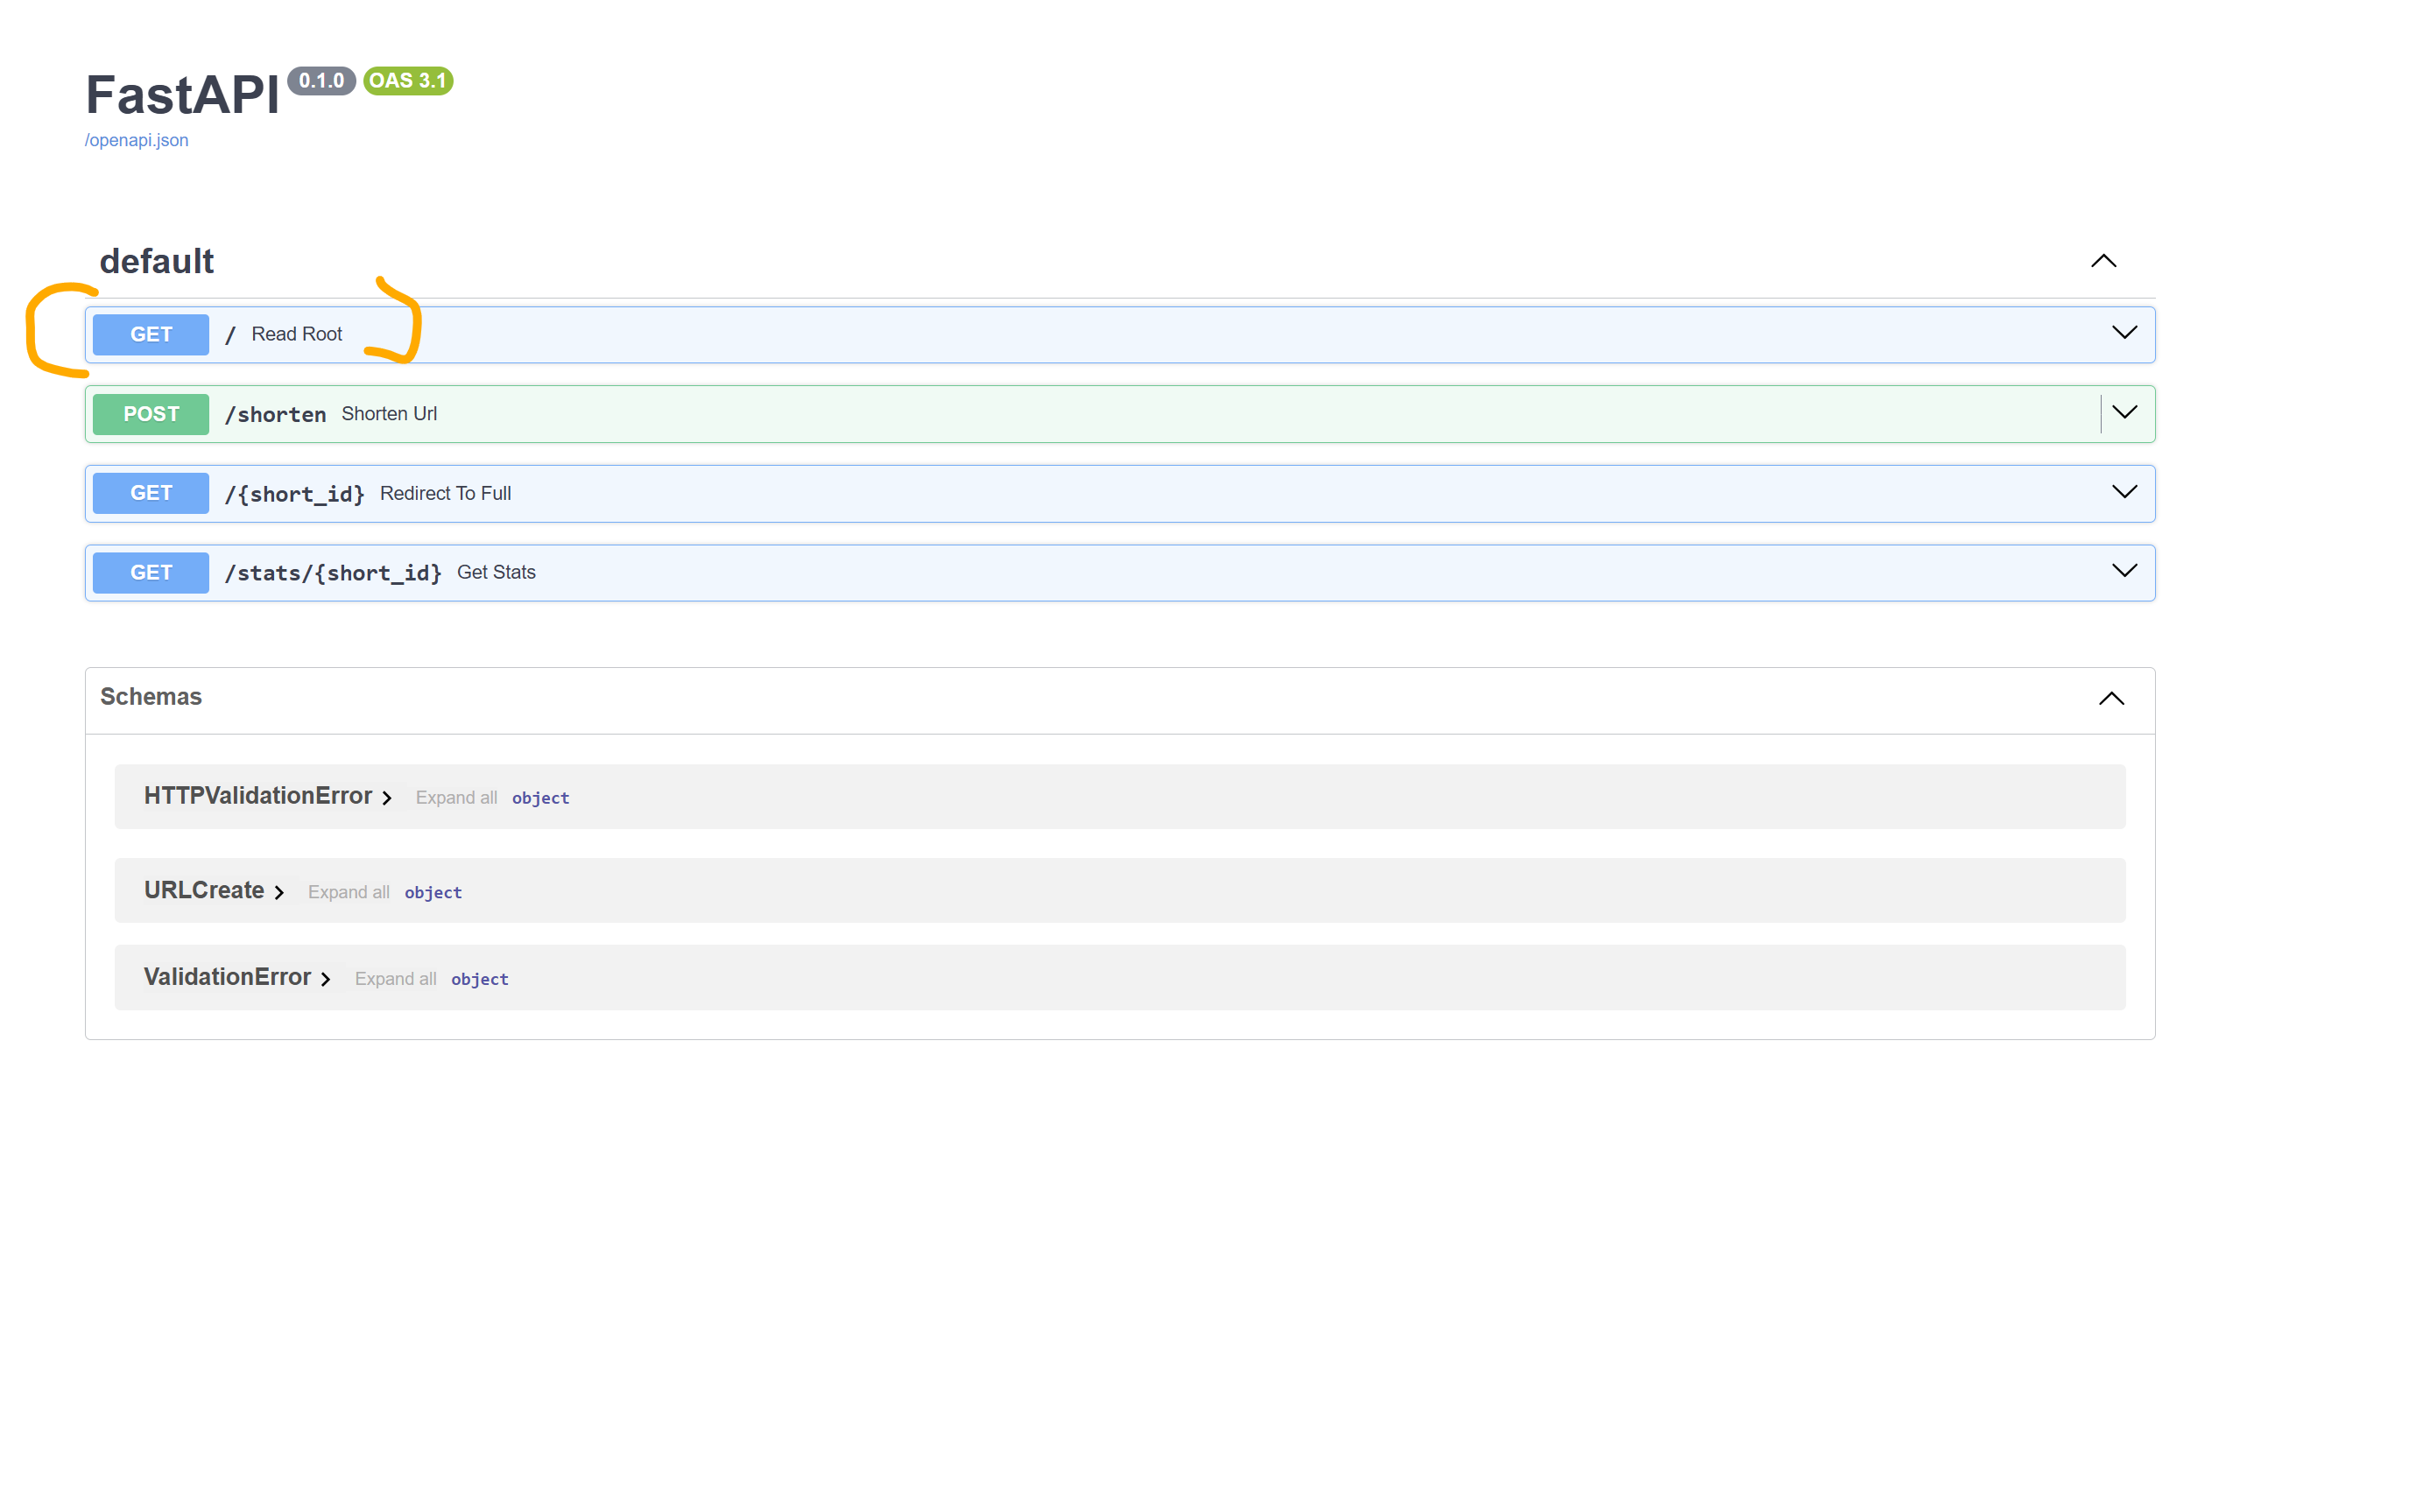 FastAPI 0.1.0 OAS 3.1
/openapi.json
default
GET / Read Root
POST /shorten Shorten Url
GET /{short_id} Redirect To Full
GET /stats/{short_id} Get Stats
Schemas
HTTPValidationError Expand all object
URLCreate Expand all object
ValidationError Expand all object